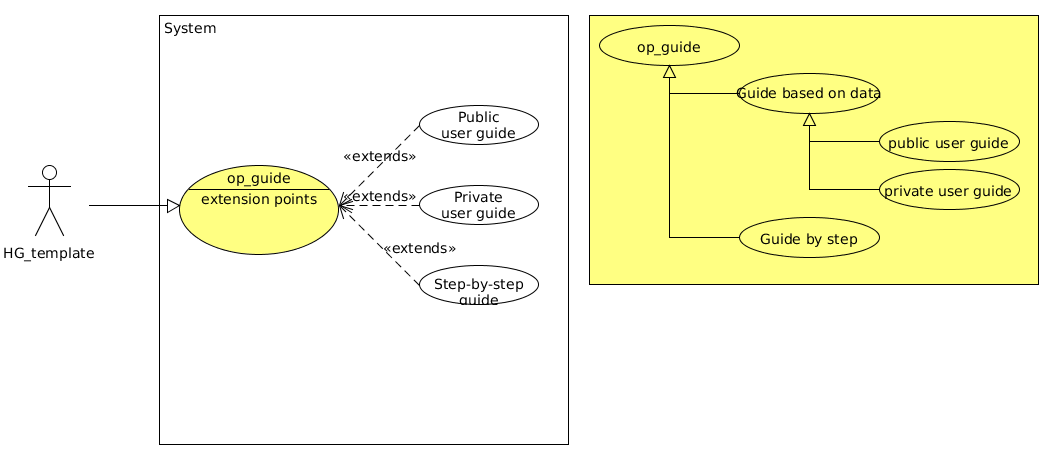 System
Public
user guide
«extends»
op_guide
extension points
«extends»
Private
user guide
HG_template
«extends»
Step-by-step
guide
op_guide
Guide based on data
public user guide
private user guide
Guide by step